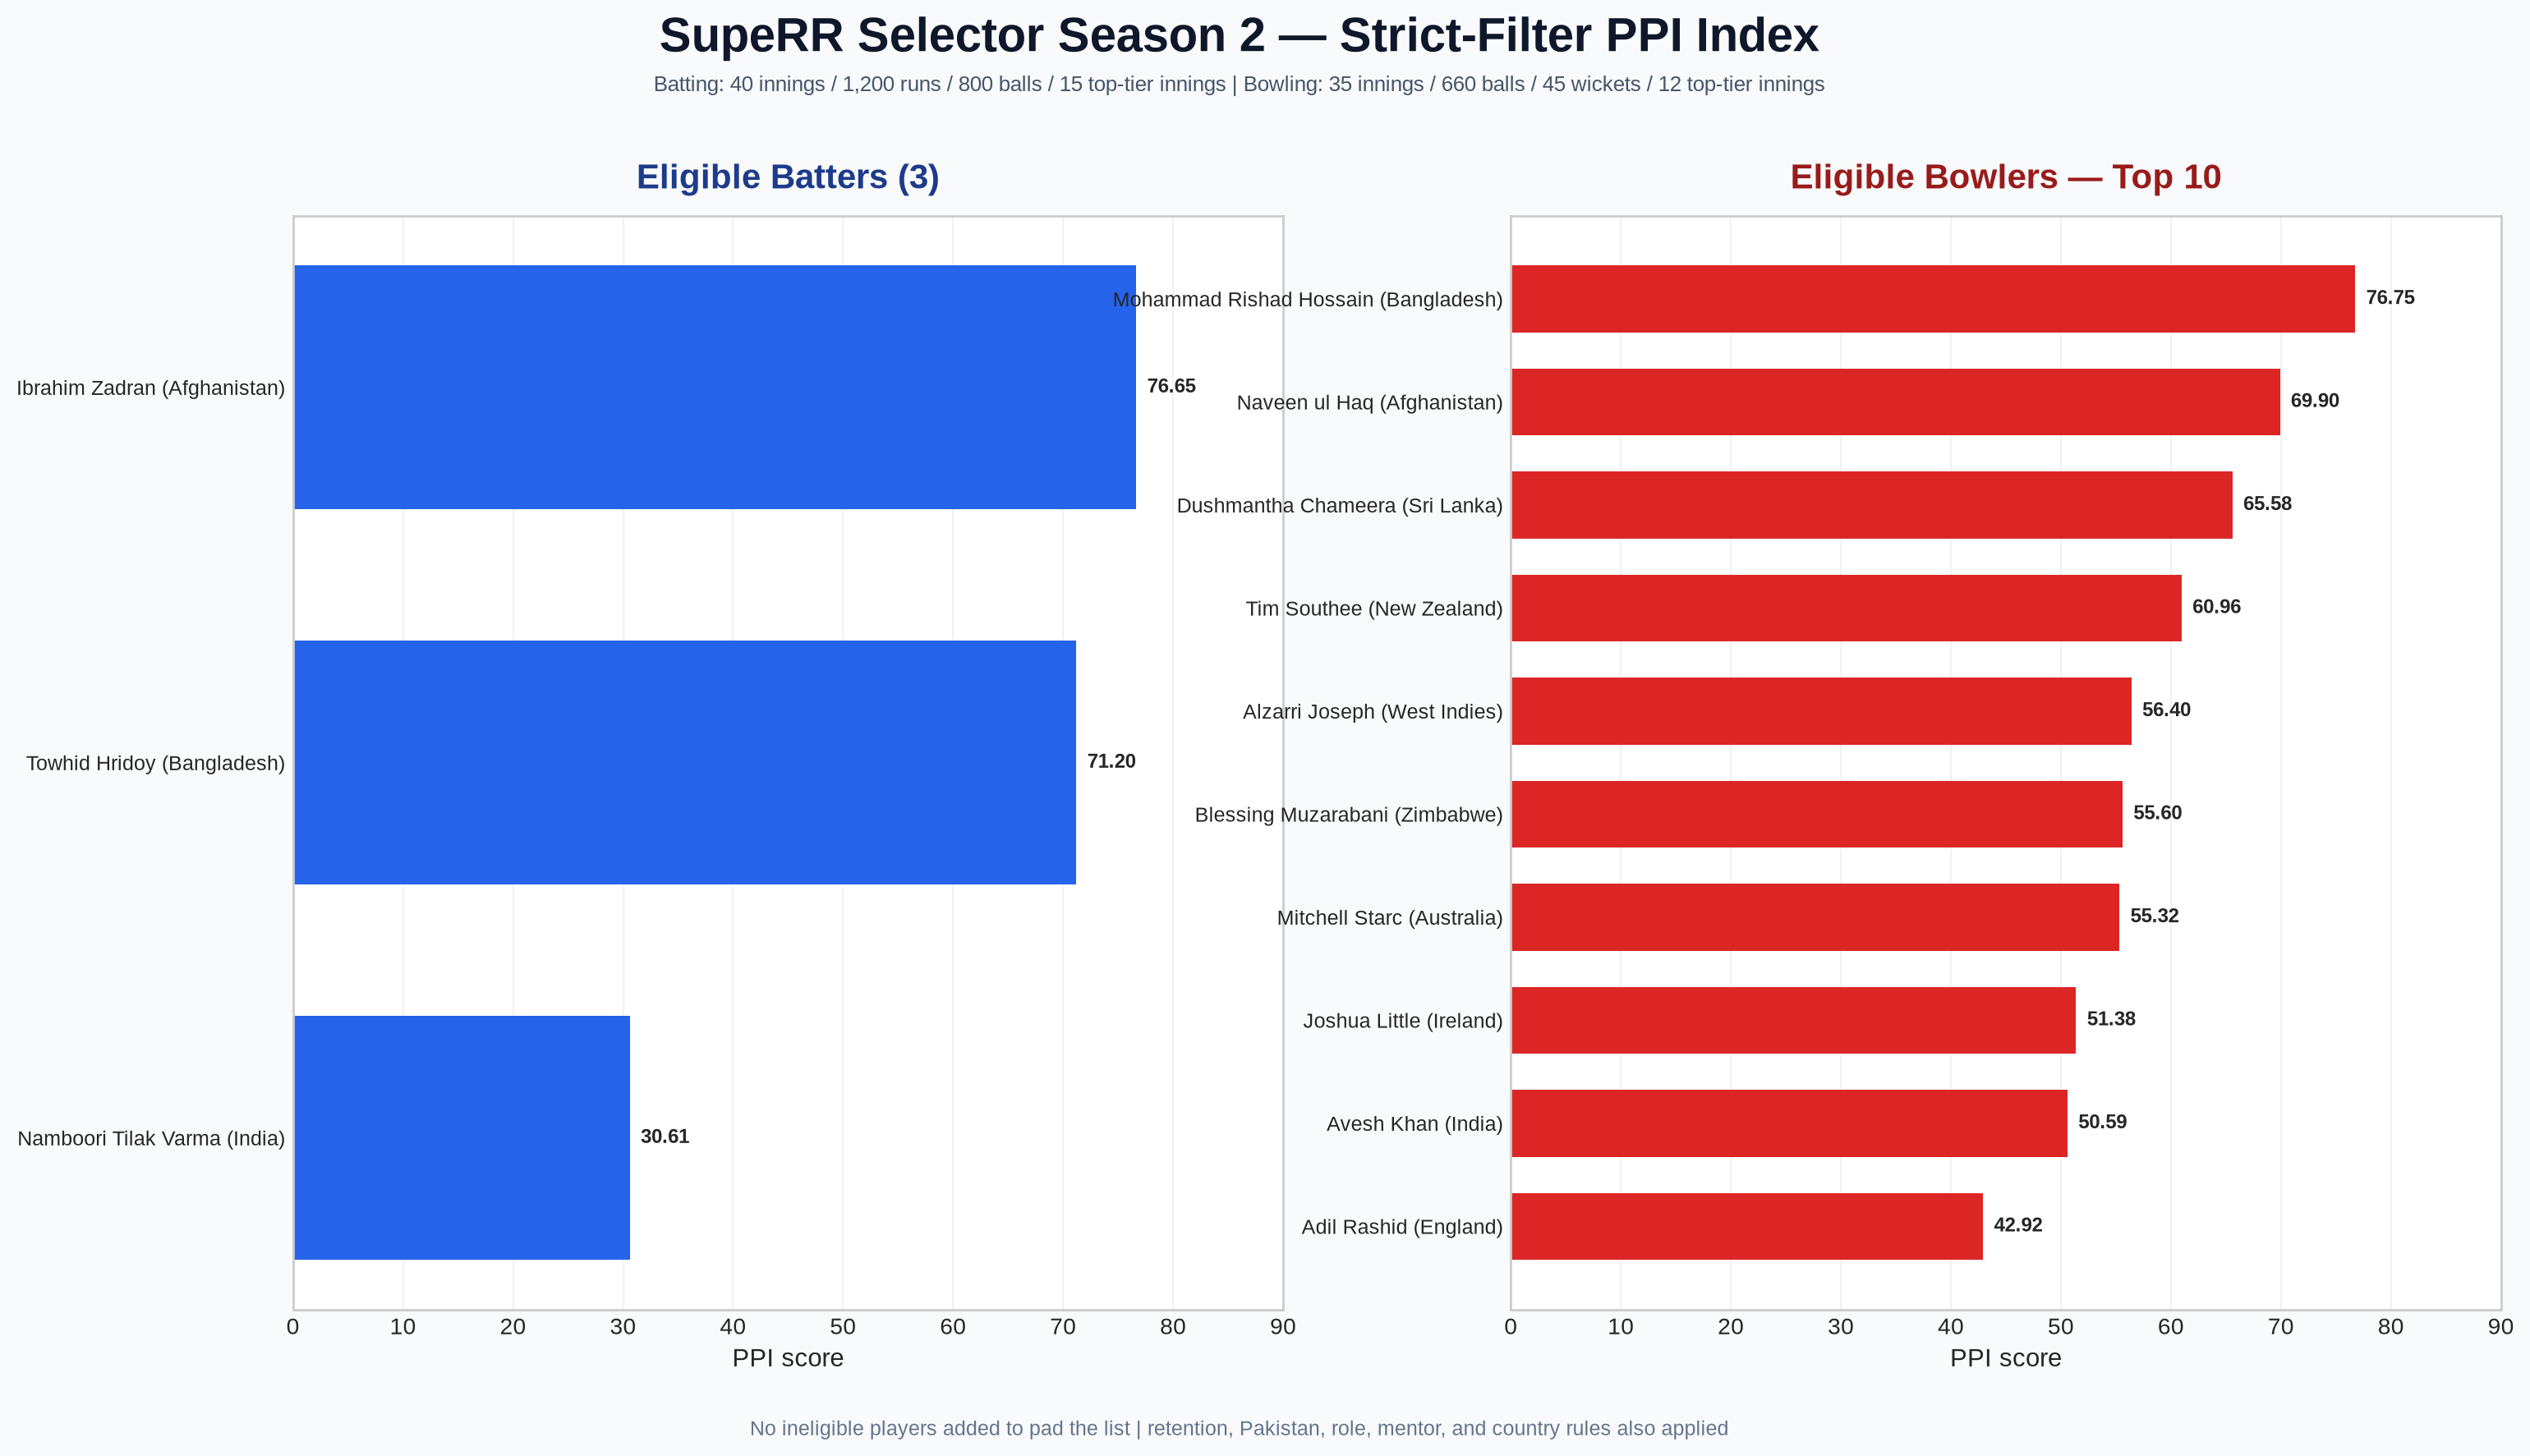 SupeRR Selector Season 2 — Strict-Filter PPI Index
Batting: 40 innings / 1,200 runs / 800 balls / 15 top-tier innings | Bowling: 35 innings / 660 balls / 45 wickets / 12 top-tier innings
Eligible Batters (3)
Ibrahim Zadran (Afghanistan)
76.65
Towhid Hridoy (Bangladesh)
71.20
Namboori Tilak Varma (India)
30.61
0 10 20 30 40 50 60 70 80 90
PPI score
Eligible Bowlers — Top 10
Mohammad Rishad Hossain (Bangladesh)
76.75
Naveen ul Haq (Afghanistan)
69.90
Dushmantha Chameera (Sri Lanka)
65.58
Tim Southee (New Zealand)
60.96
Alzarri Joseph (West Indies)
56.40
Blessing Muzarabani (Zimbabwe)
55.60
Mitchell Starc (Australia)
55.32
Joshua Little (Ireland)
51.38
Avesh Khan (India)
50.59
Adil Rashid (England)
42.92
0 10 20 30 40 50 60 70 80 90
PPI score
No ineligible players added to pad the list | retention, Pakistan, role, mentor, and country rules also applied